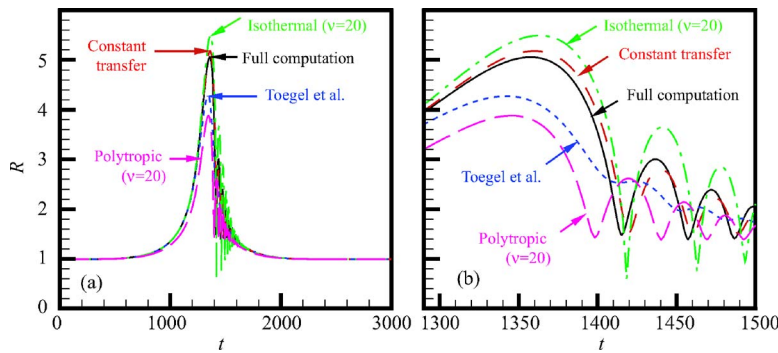 Isothermal (ν=20)
Constant
transfer
Full computation
Toegel et al.
Polytropic
(ν=20)
R
5
4
3
2
1
0
(a)
0 1000 2000 3000
t
Isothermal (ν=20)
Constant transfer
Full computation
Toegel et al.
Polytropic
(ν=20)
(b)
1300 1350 1400 1450 1500
t